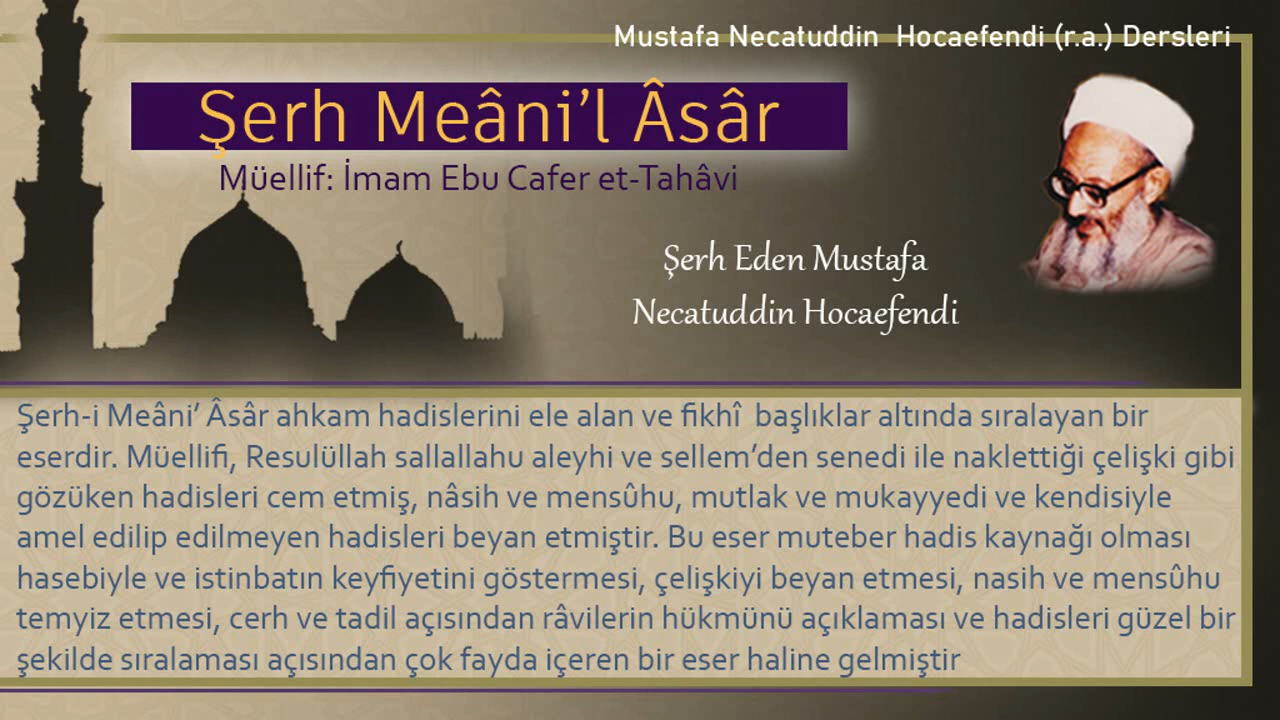 Mustafa Necatuddin Hocaefendi (r.a.) Dersleri
Şerh Meâni’l Âsâr
Müellif: İmam Ebu Cafer et-Tahâvi
Şerh Eden Mustafa
Necatuddin Hocaefendi
Şerh-i Meâni’ Âsâr ahkam hadislerini ele alan ve fikhî başlıklar altında sıralayan bir
eserdir. Müellifi, Resulüllah sallallahu aleyhi ve sellem’den senedi ile naklettiği çelişki gibi
gözüken hadisleri cem etmiş, nâsih ve mensûhu, mutlak ve mukayyedi ve kendisiyle
amel edilip edilmeyen hadisleri beyan etmiştir. Bu eser muteber hadis kaynağı olması
hasebiyle ve istinbatın keyfiyetini göstermesi, çelişkiyi beyan etmesi, nasih ve mensûhu
temyiz etmesi, cerh ve tadil açısından râvilerin hükmünü açıklaması ve hadisleri güzel bir
şekilde sıralaması açısından çok fayda içeren bir eser haline gelmiştir